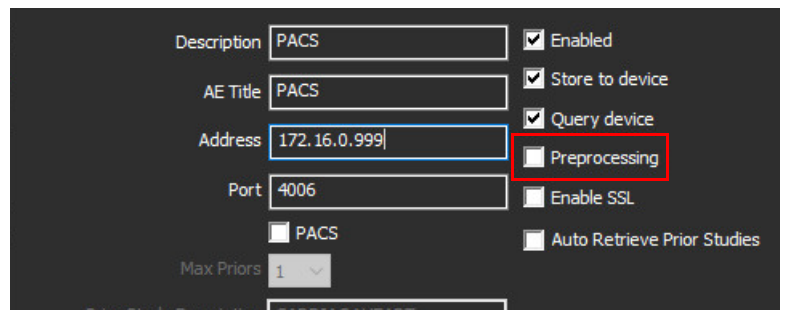 Description PACS Enabled
AE Title PACS Store to device
Query device
Address 172.16.0.999
Preprocessing
Port 4006 Enable SSL
PACS Auto Retrieve Prior Studies
Max Priors 1